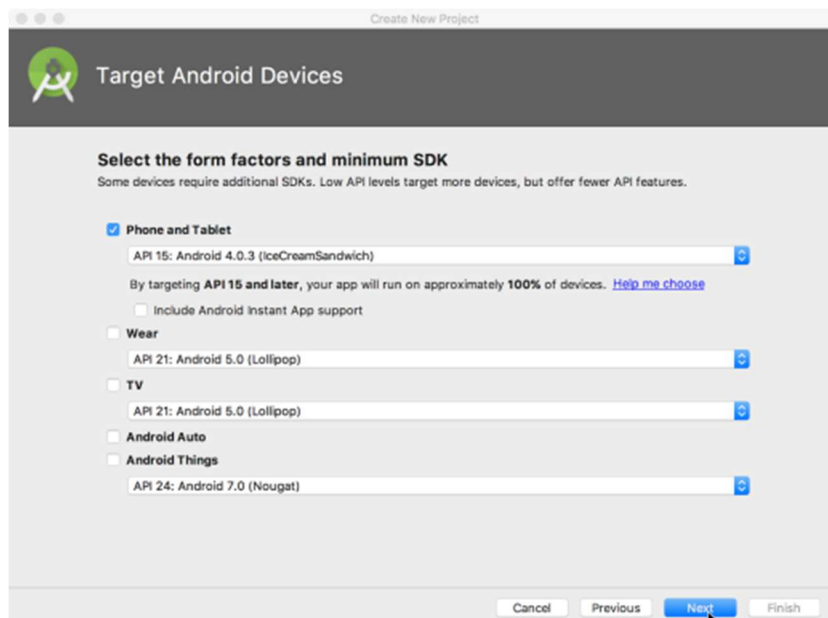 Create New Project
Target Android Devices
Select the form factors and minimum SDK
Some devices require additional SDKs. Low API levels target more devices, but offer fewer API features.
Phone and Tablet
API 15: Android 4.0.3 (IceCreamSandwich)
By targeting API 15 and later, your app will run on approximately 100% of devices. Help me choose
Include Android Instant App support
Wear
API 21: Android 5.0 (Lollipop)
TV
API 21: Android 5.0 (Lollipop)
Android Auto
Android Things
API 24: Android 7.0 (Nougat)
Cancel Previous Next Finish